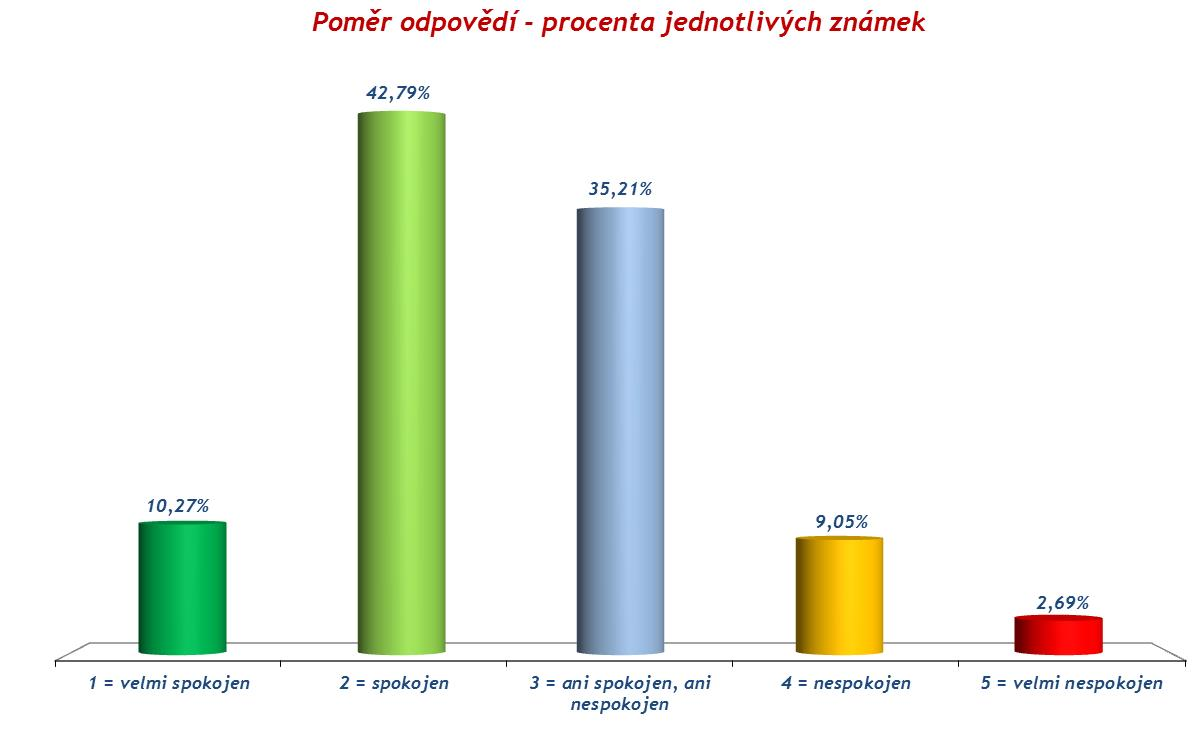 Poměr odpovědí - procenta jednotlivých známek
42,79%
35,21%
10,27%
9,05%
2,69%
1 = velmi spokojen
2 = spokojen
3 = ani spokojen, ani
nespokojen
4 = nespokojen
5 = velmi nespokojen